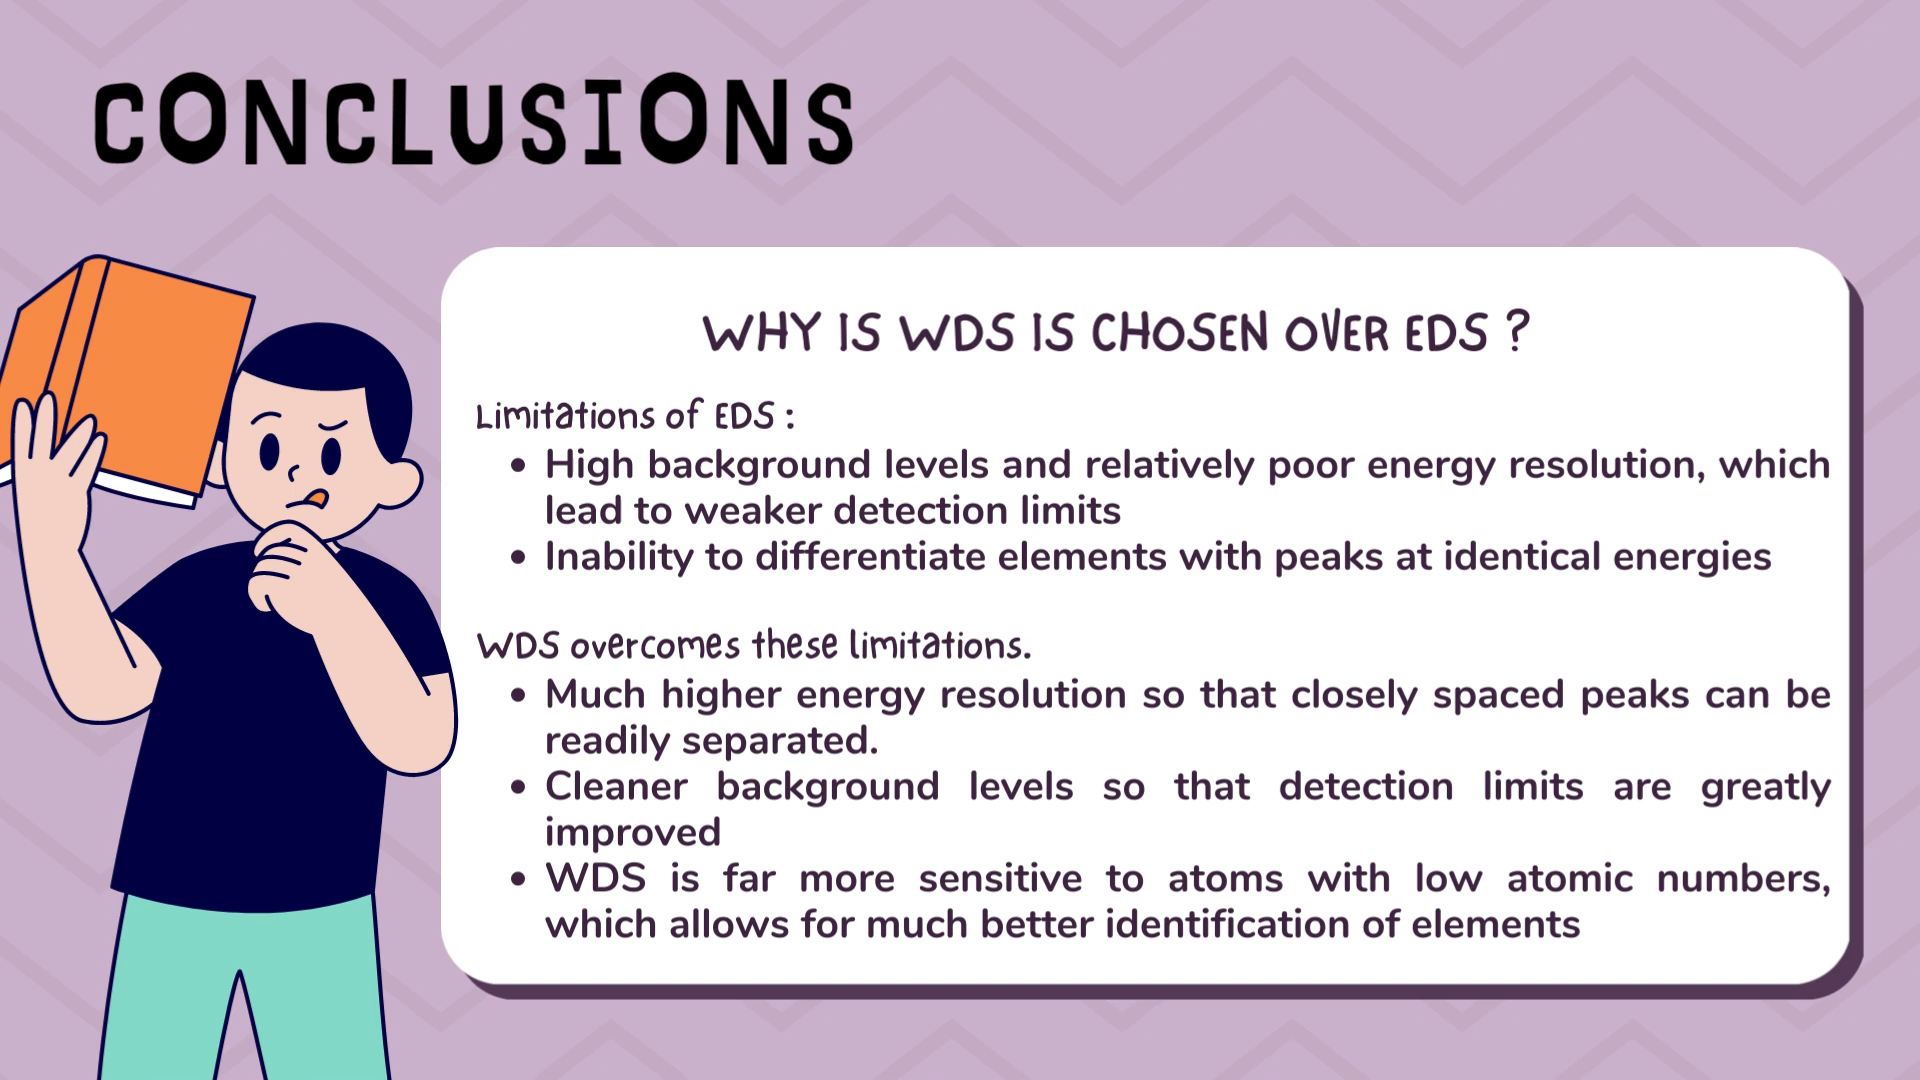 CONCLUSIONS
WHY IS WDS IS CHOSEN OVER EDS ?
Limitations of EDS :
• High background levels and relatively poor energy resolution, which
lead to weaker detection limits
• Inability to differentiate elements with peaks at identical energies
WDS overcomes these limitations.
• Much higher energy resolution so that closely spaced peaks can be
readily separated.
• Cleaner background levels so that detection limits are greatly
improved
• WDS is far more sensitive to atoms with low atomic numbers,
which allows for much better identification of elements